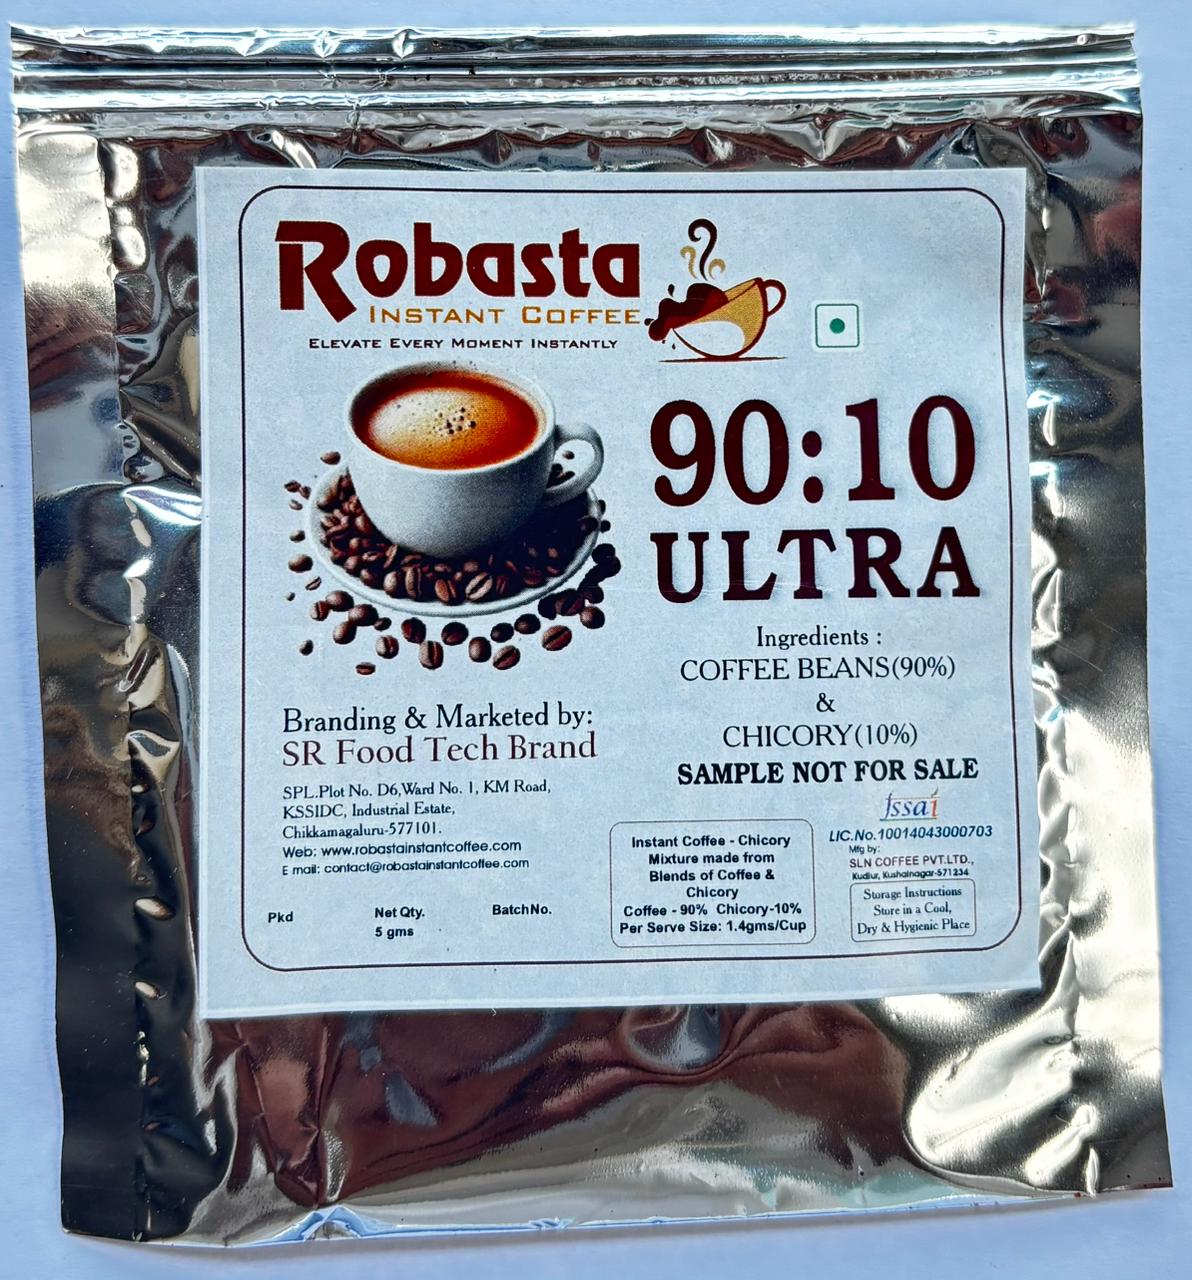 Robasta
INSTANT COFFEE
ELEVATE EVERY MOMENT INSTANTLY
90:10
ULTRA
Ingredients :
COFFEE BEANS(90%)
&
CHICORY(10%)
SAMPLE NOT FOR SALE
Branding & Marketed by:
SR Food Tech Brand
SPL.Plot No. D6,Ward No. 1, KM Road,
KSSIDC, Industrial Estate,
Chikkamagaluru-577101.
Web: www.robastainstantcoffee.com
E mail: contact@robastainstantcoffee.com
Pkd
Net Qty.
5 gms
BatchNo.
Instant Coffee - Chicory
Mixture made from
Blends of Coffee &
Chicory
Coffee - 90% Chicory-10%
Per Serve Size: 1.4gms/Cup
fssai
LIC.No.10014043000703
Mfg by:
SLN COFFEE PVT.LTD.,
Kudlur, Kushalnagar-571234
Storage Instructions
Store in a Cool,
Dry & Hygienic Place